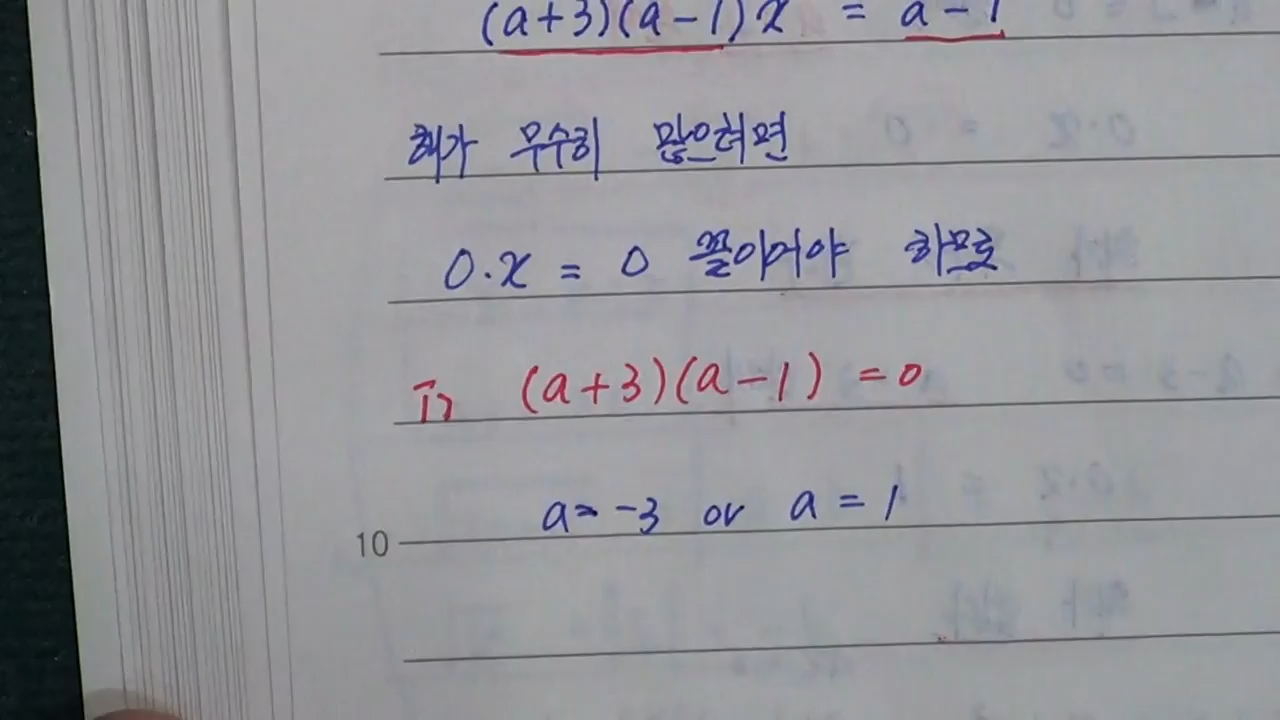 (a+3)(a-1)x = a-1
해가 무수히 많으려면
0·x = 0 꼴이어야 하므로
i) (a+3)(a-1) = 0
a = -3 or a = 1
10